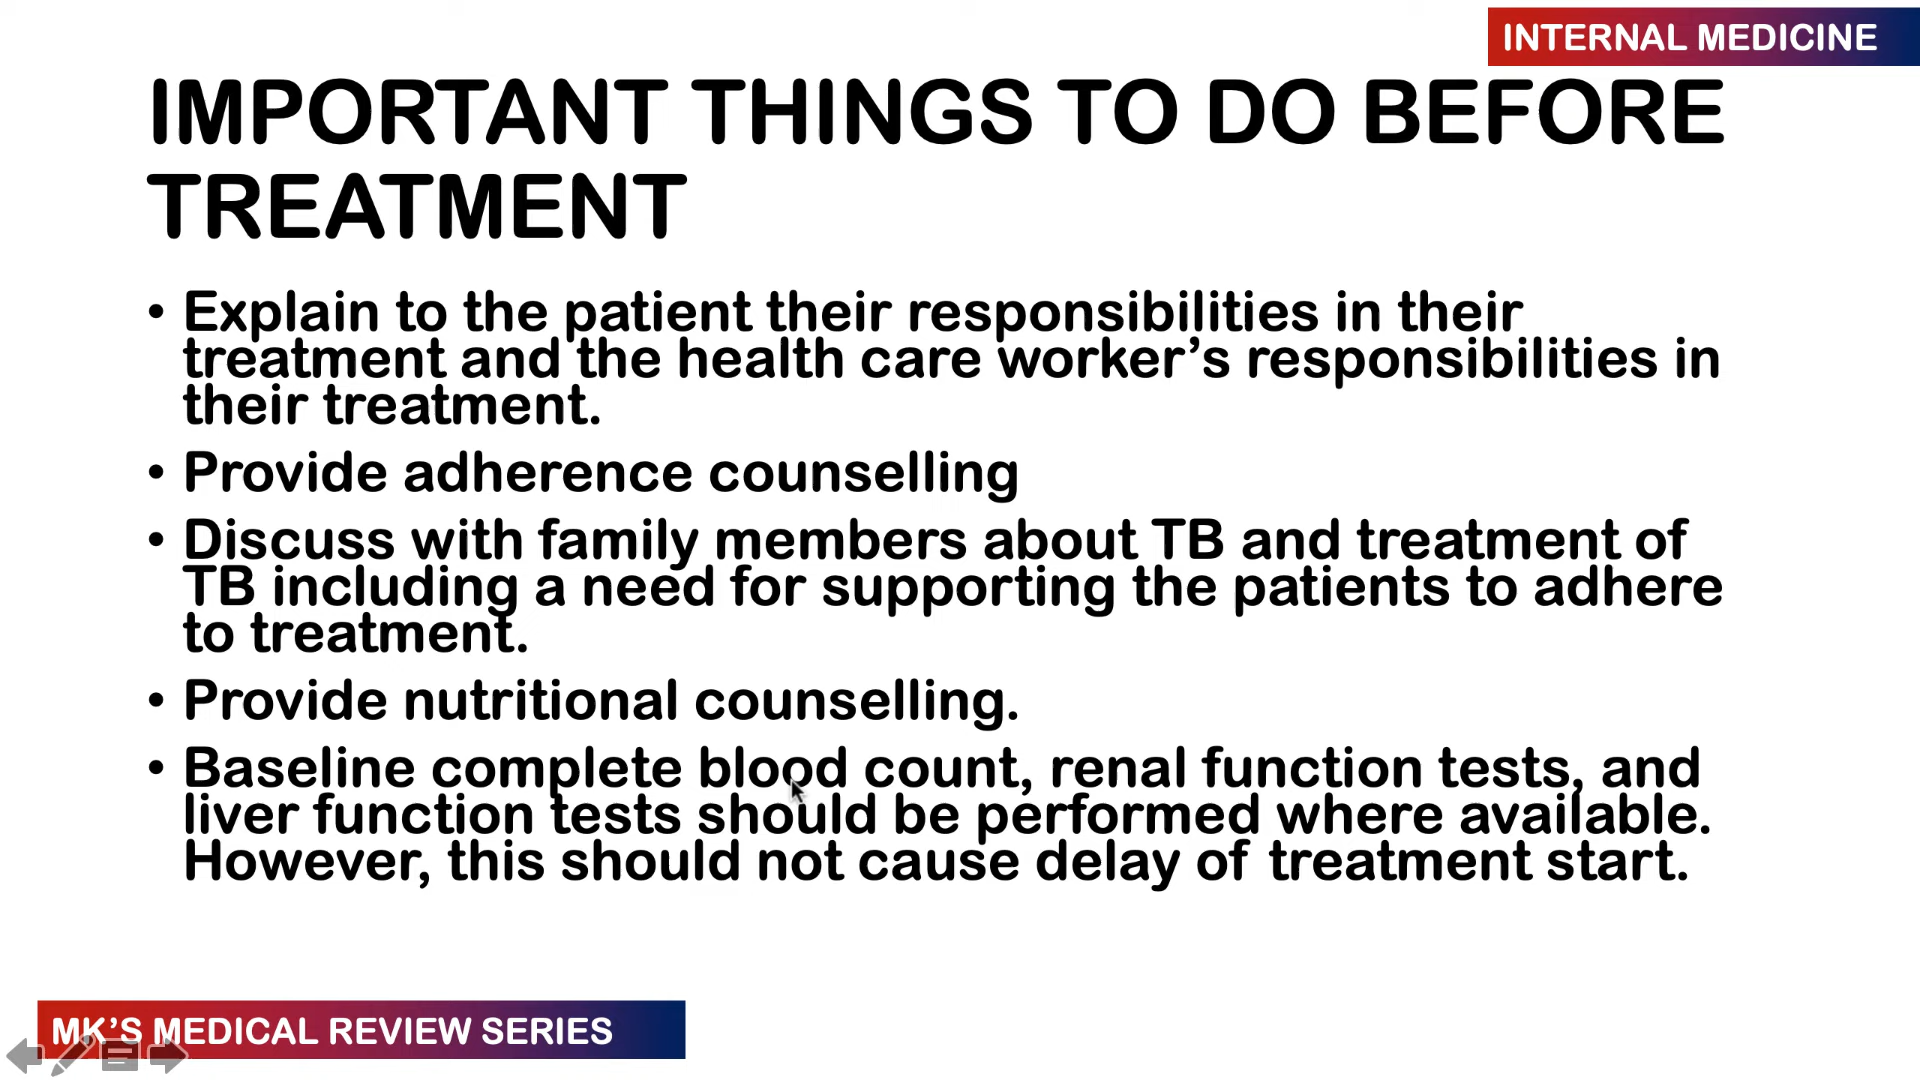 INTERNAL MEDICINE
IMPORTANT THINGS TO DO BEFORE
TREATMENT
• Explain to the patient their responsibilities in their
treatment and the health care worker’s responsibilities in
their treatment.
• Provide adherence counselling
• Discuss with family members about TB and treatment of
TB including a need for supporting the patients to adhere
to treatment.
• Provide nutritional counselling.
• Baseline complete blood count, renal function tests, and
liver function tests should be performed where available.
However, this should not cause delay of treatment start.
MK’S MEDICAL REVIEW SERIES